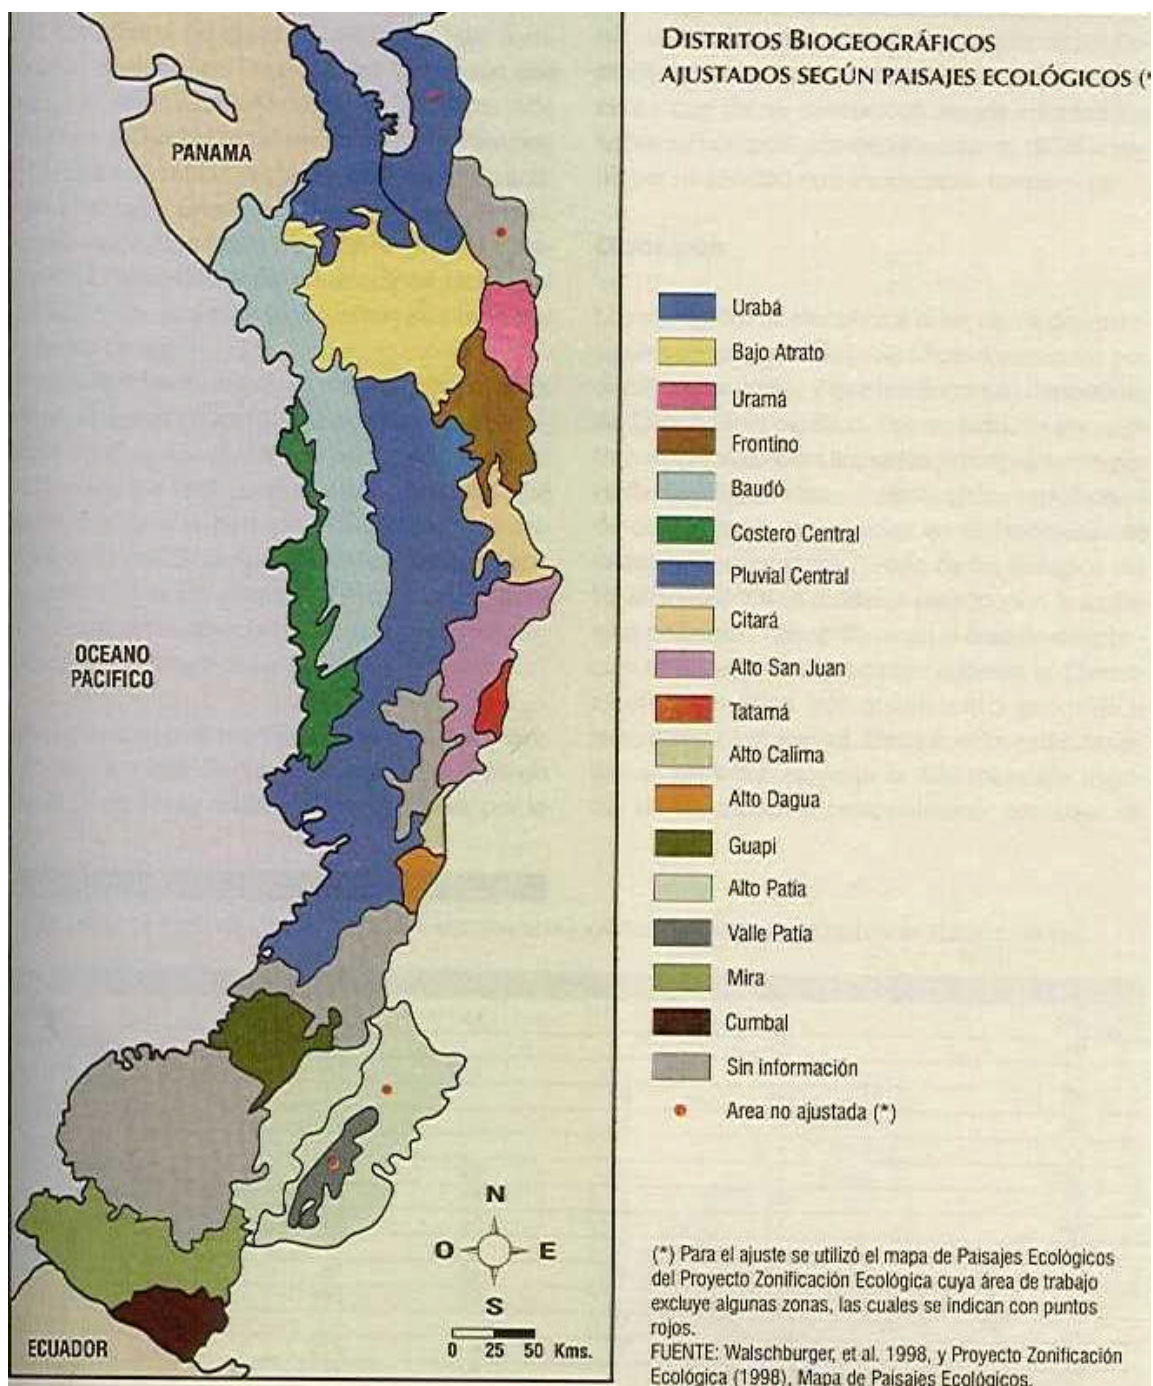 DISTRITOS BIOGEOGRÁFICOS
AJUSTADOS SEGÚN PAISAJES ECOLÓGICOS (*
PANAMA
OCEANO
PACIFICO
ECUADOR
Urabá
Bajo Atrato
Uramá
Frontino
Baudó
Costero Central
Pluvial Central
Citará
Alto San Juan
Tatamá
Alto Calima
Alto Dagua
Guapi
Alto Patía
Valle Patía
Mira
Cumbal
Sin información
Area no ajustada (*)
N
O E
S
0 25 50 Kms.
(*) Para el ajuste se utilizó el mapa de Paisajes Ecológicos
del Proyecto Zonificación Ecológica cuya área de trabajo
excluye algunas zonas, las cuales se indican con puntos
rojos.
FUENTE: Walschburger, et al. 1998, y Proyecto Zonificación
Ecológica (1998), Mapa de Paisajes Ecológicos.